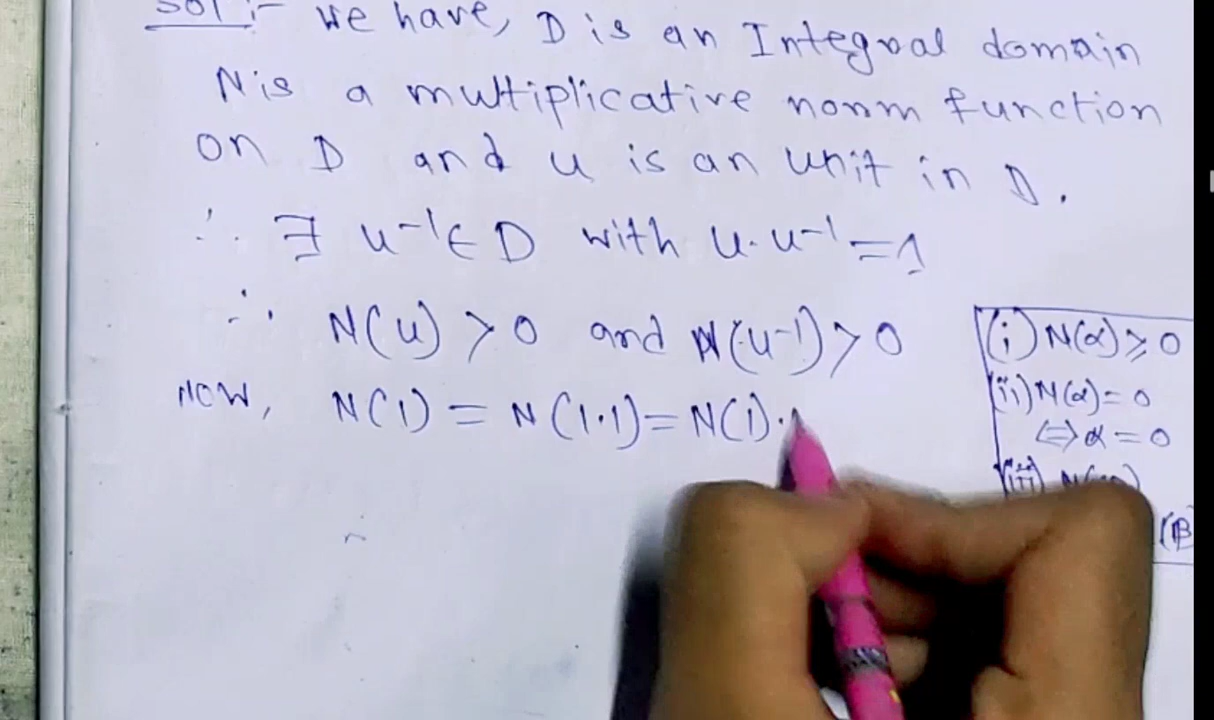 Sol :- We have, D is an Integral domain
N is a multiplicative norm function
on D and u is an unit in D.
∴ ∃ u⁻¹ ∈ D with u·u⁻¹ = 1
∴ N(u) > 0 and N(u⁻¹) > 0
NOW, N(1) = N(1·1) = N(1)·
(i) N(α) ≥ 0
(ii) N(α) = 0
⇔ α = 0
(iii)
(β)